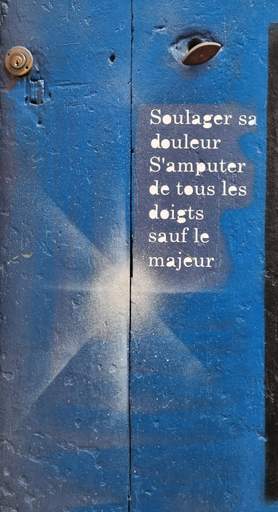 Soulager sa
douleur
S'amputer
de tous les
doigts
sauf le
majeur